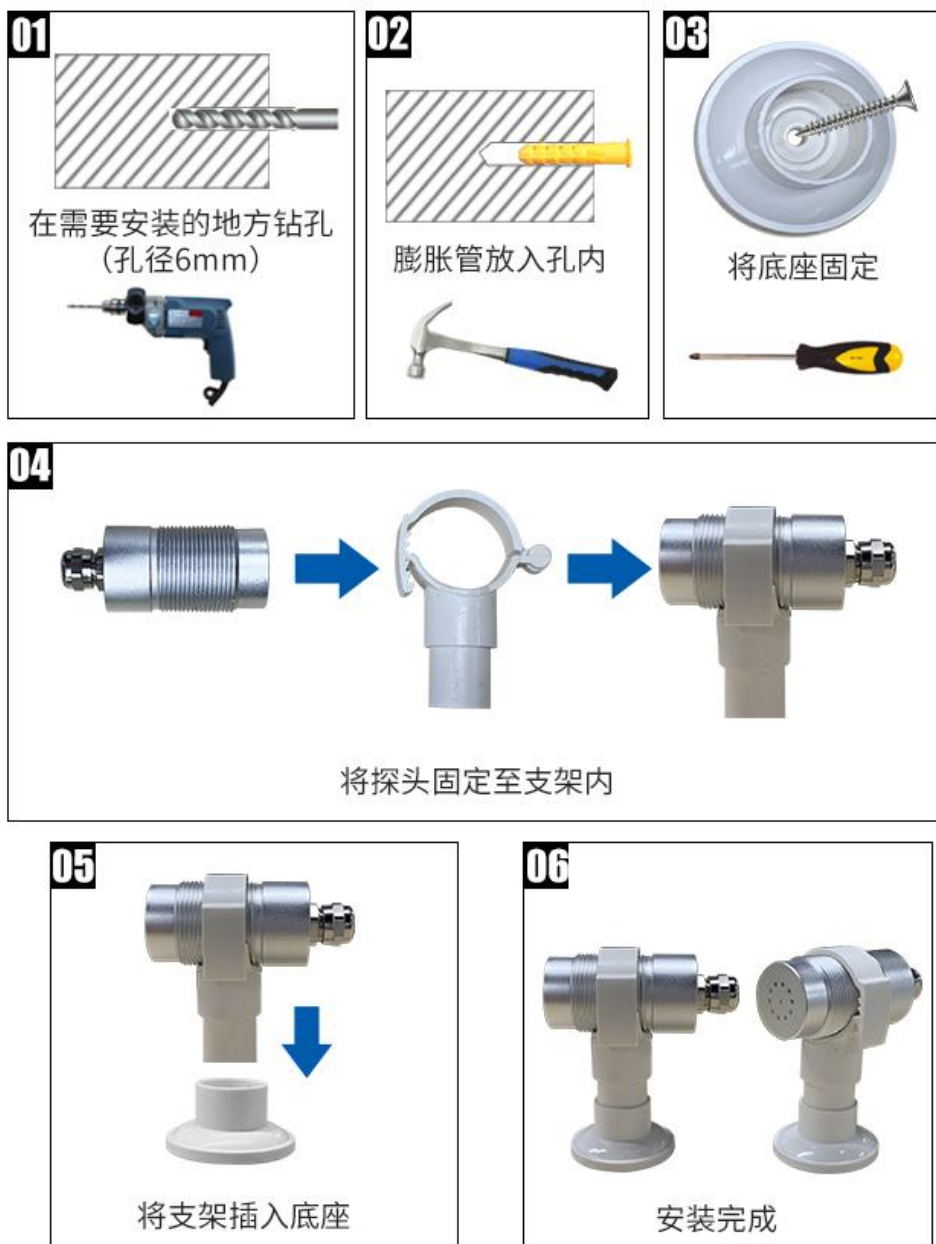 01
在需要安装的地方钻孔
（孔径6mm）
02
膨胀管放入孔内
03
将底座固定
04
将探头固定至支架内
05
将支架插入底座
06
安装完成